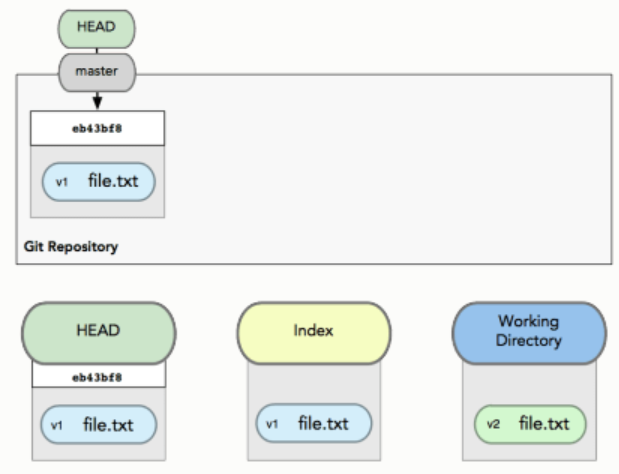 HEAD
master
eb43bf8
v1 file.txt
Git Repository
HEAD
eb43bf8
v1 file.txt
Index
v1 file.txt
Working
Directory
v2 file.txt